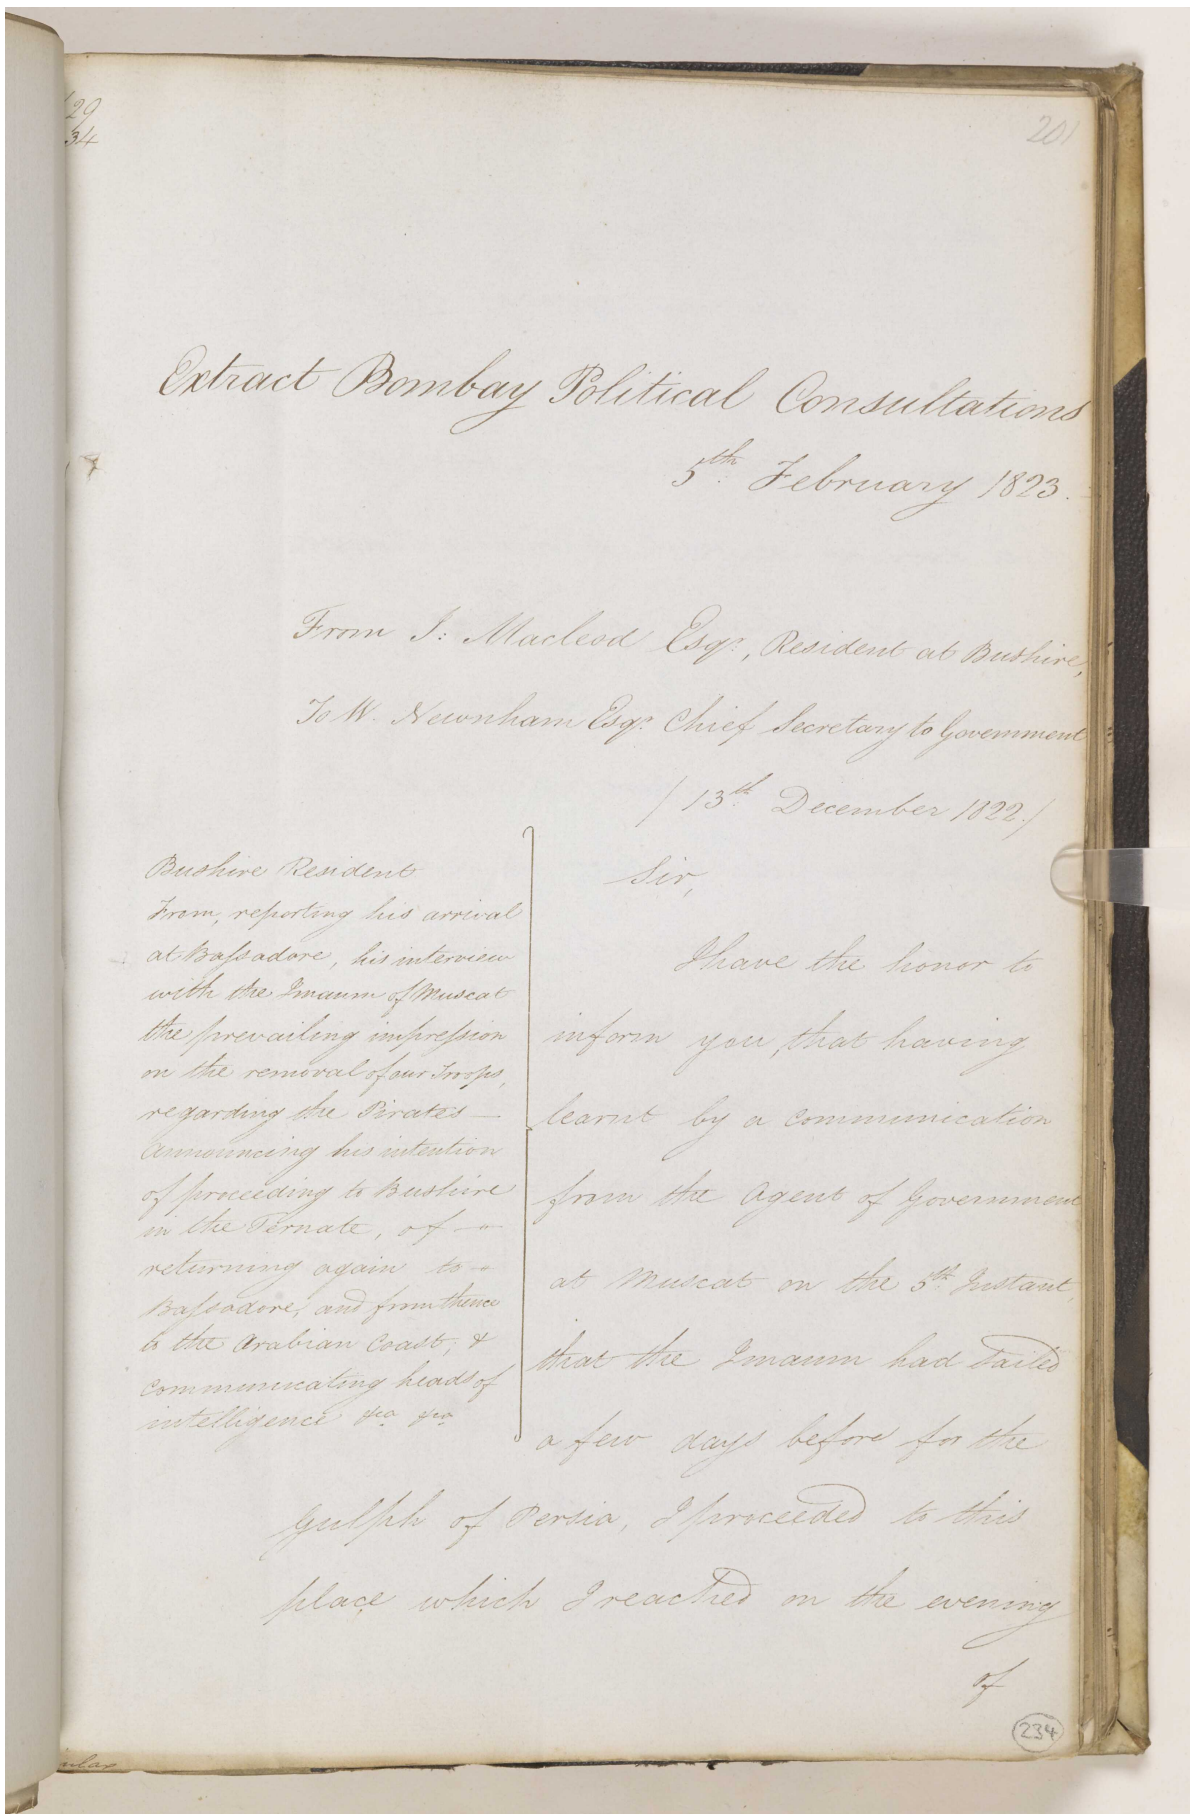 29
34
201
Extract Bombay Political Consultations
5th. February 1823.
From J: Macleod Esqr., Resident at Bushire,
To W. Newnham Esqr. Chief Secretary to Government
/ 13th. December 1822./
Bushire Resident
From, reporting his arrival
at Bassadore, his interview
with the Imaum of Muscat
the prevailing impression
on the removal of our Troops,
regarding the Pirates —
announcing his intention
of proceeding to Bushire
in the Ternate, of —"
returning again to —"
Bassadore, and from thence
to the Arabian Coast, &
communicating heads of
intelligence &ca &ca
Sir,
I have the honor to
inform you, that having
learnt by a communication
from the Agent of Government
at Muscat on the 5th. Instant,
that the Imaum had sailed
a few days before for the
Gulph of Persia, I proceeded to this
place which I reached on the evening
of
234